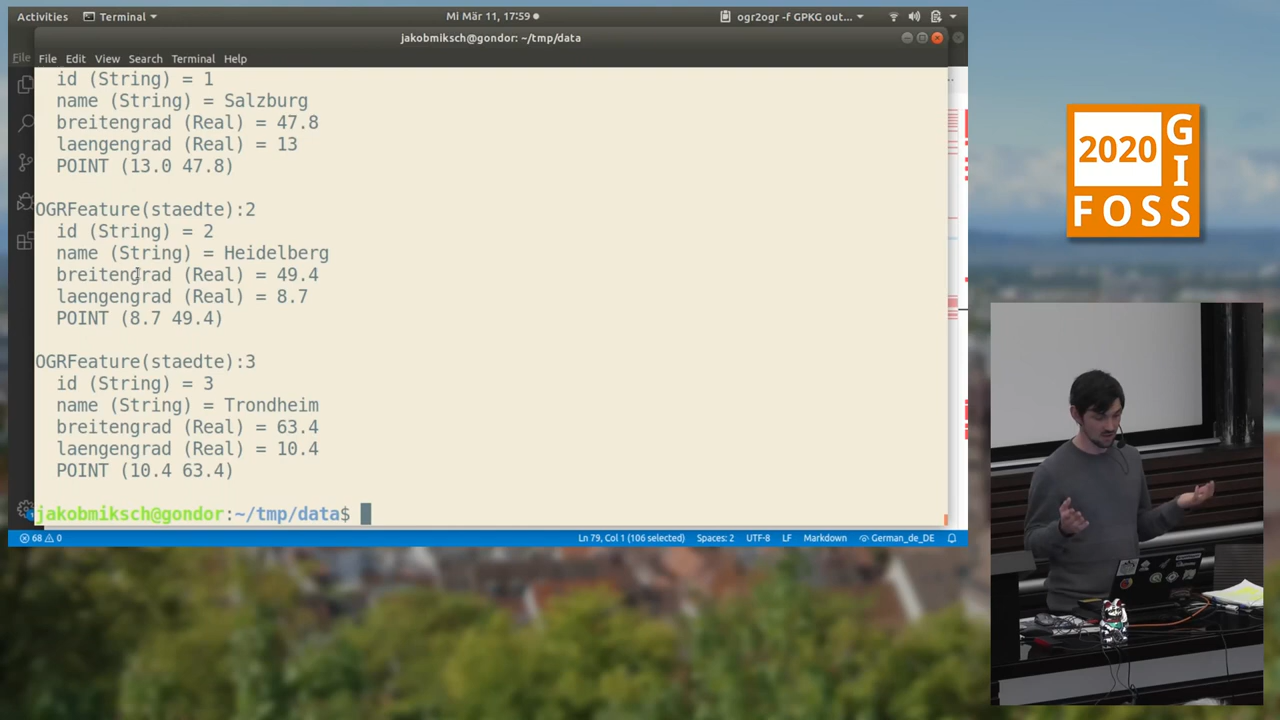 Activities
Terminal
Mi Mär 11, 17:59
ogr2ogr -f GPKG out...
jakobmiksch@gondor: ~/tmp/data
File
File Edit View Search Terminal Help
id (String) = 1
name (String) = Salzburg
breitengrad (Real) = 47.8
laengengrad (Real) = 13
POINT (13.0 47.8)
OGRFeature(staedte):2
id (String) = 2
name (String) = Heidelberg
breitengrad (Real) = 49.4
laengengrad (Real) = 8.7
POINT (8.7 49.4)
OGRFeature(staedte):3
id (String) = 3
name (String) = Trondheim
breitengrad (Real) = 63.4
laengengrad (Real) = 10.4
POINT (10.4 63.4)
jakobmiksch@gondor:~/tmp/data$
68 0
Ln 79, Col 1 (106 selected) Spaces: 2 UTF-8 LF Markdown German_de_DE
2020
GIS
FOSS